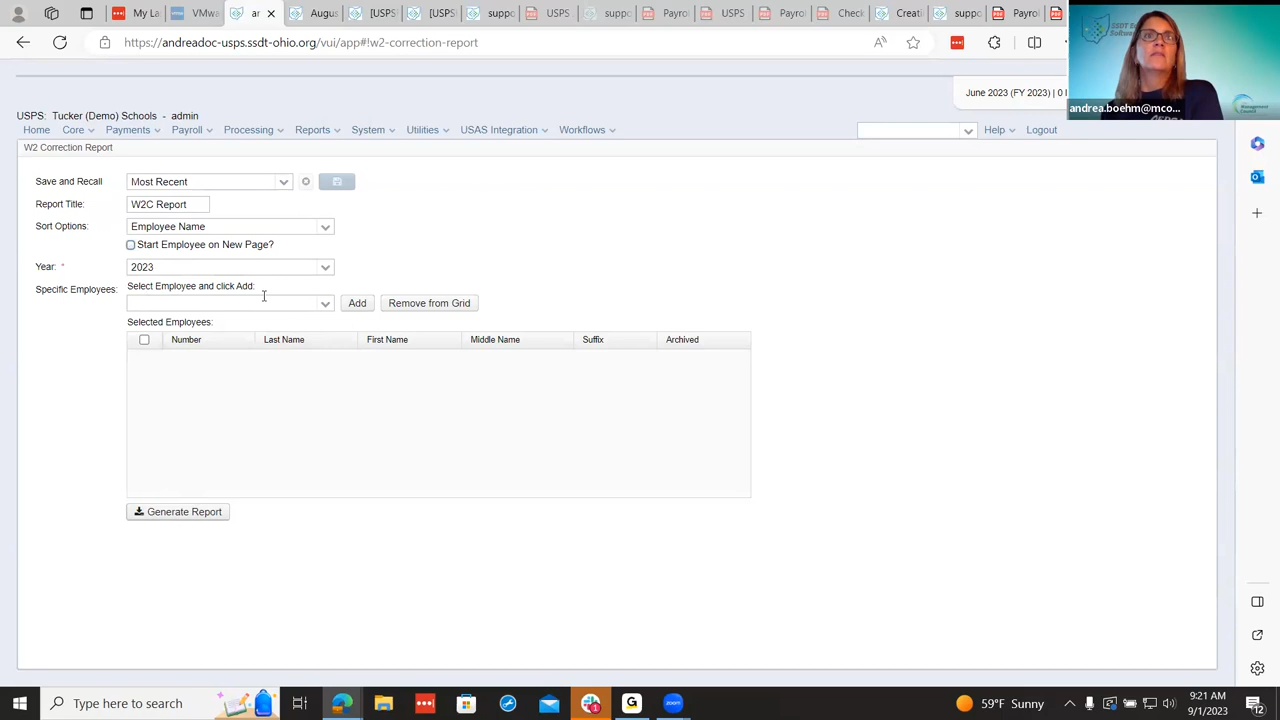 My La
VMwa
ar
Augus
[USPS
[USPS
suppo
USPS
suppo
Payrol
USPS
Payro
Check
Creati
suppo
Payrol
https://andreadoc-usps.ssdt-ohio.org/vui/app#!w2-correction-report
andrea.boehm@mco...
June 2023 (FY 2023) | 0
USPS: Tucker (Demo) Schools - admin
Home Core Payments Payroll Processing Reports System Utilities USAS Integration Workflows Help Logout
W2 Correction Report
Save and Recall Most Recent
Report Title: W2C Report
Sort Options: Employee Name
Start Employee on New Page?
Year: * 2023
Specific Employees: Select Employee and click Add:
Add Remove from Grid
Selected Employees:
Number Last Name First Name Middle Name Suffix Archived
Generate Report
Type here to search
59°F Sunny
9:21 AM
9/1/2023
12